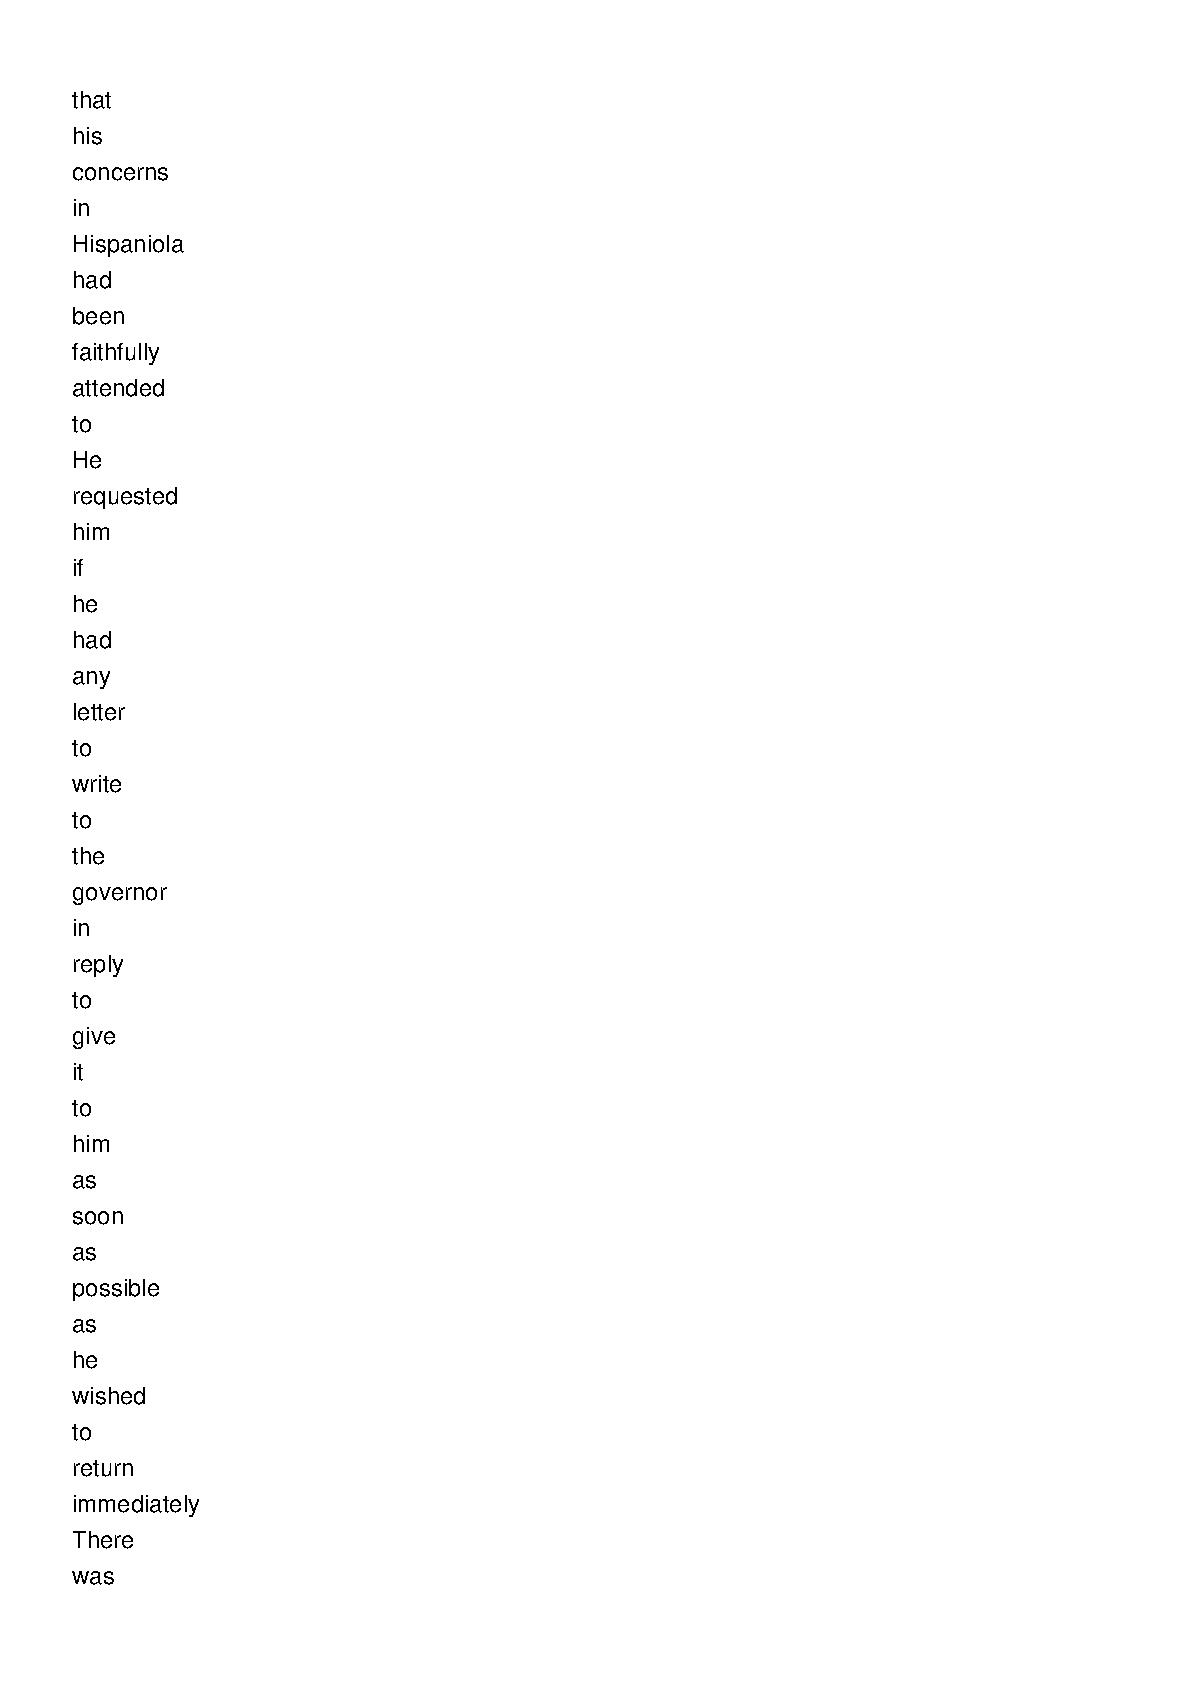 that
his
concerns
in
Hispaniola
had
been
faithfully
attended
to
He
requested
him
if
he
had
any
letter
to
write
to
the
governor
in
reply
to
give
it
to
him
as
soon
as
possible
as
he
wished
to
return
immediately
There
was